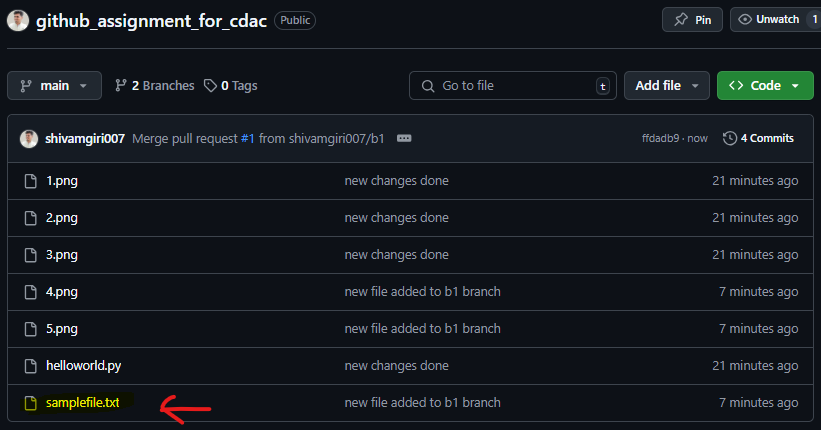 github_assignment_for_cdac Public Pin Unwatch 1
main 2 Branches 0 Tags Go to file t Add file Code
shivamgiri007 Merge pull request #1 from shivamgiri007/b1 ffdadb9 · now 4 Commits
1.png new changes done 21 minutes ago
2.png new changes done 21 minutes ago
3.png new changes done 21 minutes ago
4.png new file added to b1 branch 7 minutes ago
5.png new file added to b1 branch 7 minutes ago
helloworld.py new changes done 21 minutes ago
samplefile.txt new file added to b1 branch 7 minutes ago